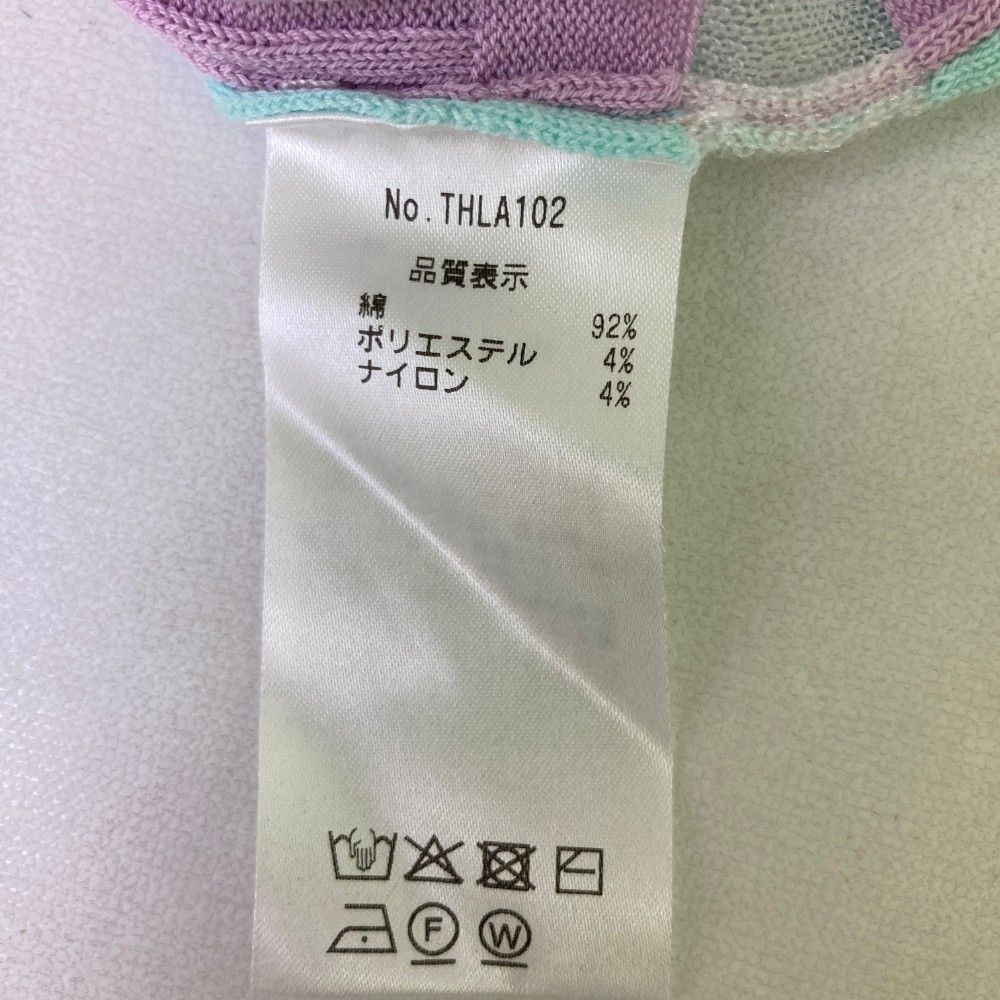 No.THLA102
品質表示
綿 92%
ポリエステル 4%
ナイロン 4%
F W